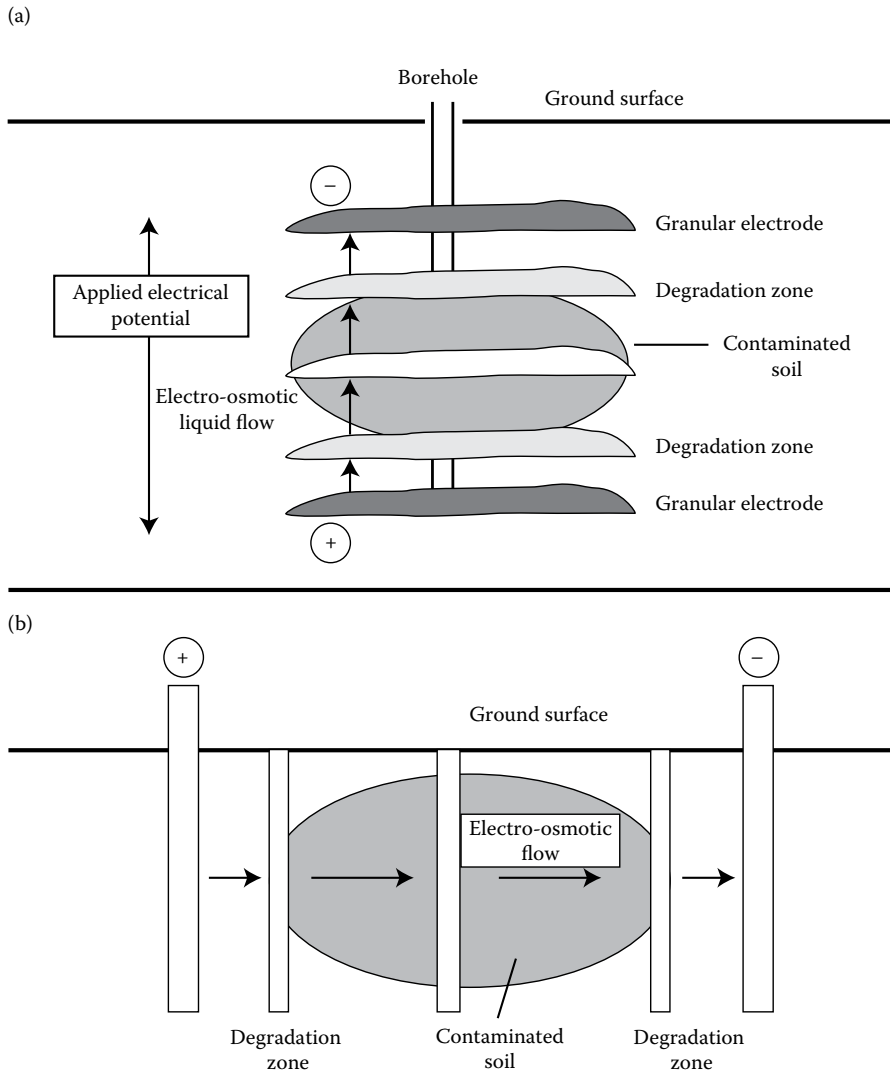 (a)
Borehole
Ground surface
−
Granular electrode
Degradation zone
Applied electrical
potential
Contaminated
soil
Electro-osmotic
liquid flow
Degradation zone
Granular electrode
+
(b)
+
−
Ground surface
Electro-osmotic
flow
Degradation
zone
Contaminated
soil
Degradation
zone